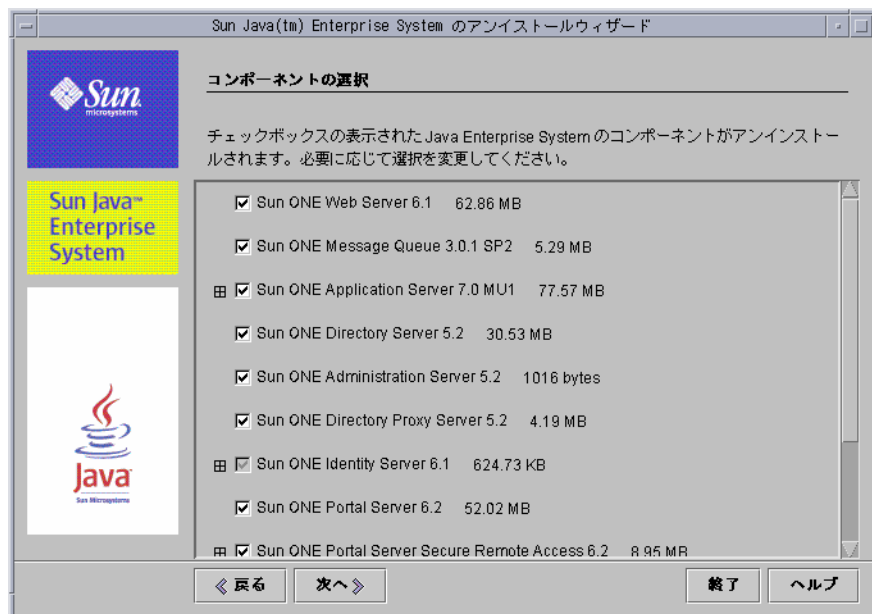 Sun Java(tm) Enterprise System のアンイストールウィザード
Sun
microsystems
Sun Java™
Enterprise
System
Java
Sun Microsystems
コンポーネントの選択
チェックボックスの表示された Java Enterprise System のコンポーネントがアンインストー
ルされます。必要に応じて選択を変更してください。
Sun ONE Web Server 6.1 62.86 MB
Sun ONE Message Queue 3.0.1 SP2 5.29 MB
Sun ONE Application Server 7.0 MU1 77.57 MB
Sun ONE Directory Server 5.2 30.53 MB
Sun ONE Administration Server 5.2 1016 bytes
Sun ONE Directory Proxy Server 5.2 4.19 MB
Sun ONE Identity Server 6.1 624.73 KB
Sun ONE Portal Server 6.2 52.02 MB
Sun ONE Portal Server Secure Remote Access 6.2 8.95 MB
戻る
次へ
終了
ヘルプ